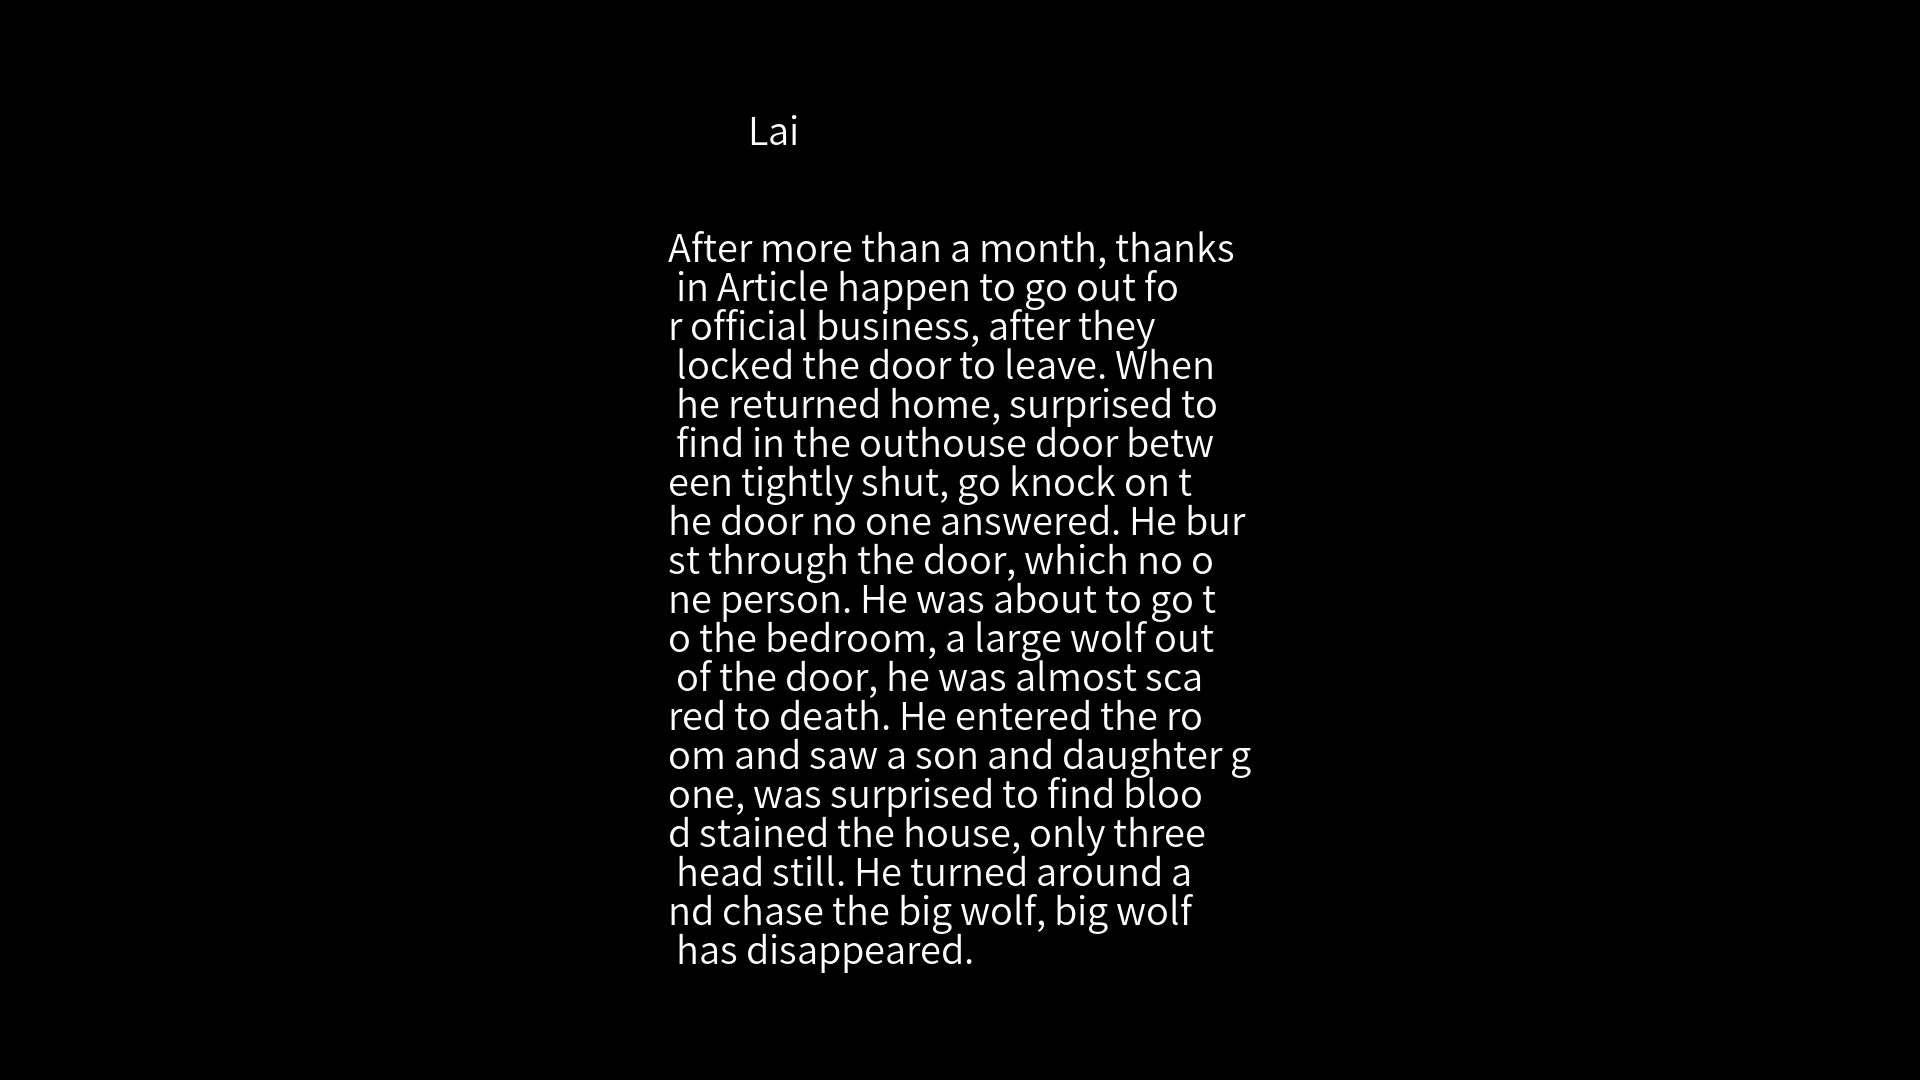 Lai
After more than a month, thanks
in Article happen to go out fo
r official business, after they
locked the door to leave. When
he returned home, surprised to
find in the outhouse door betw
een tightly shut, go knock on t
he door no one answered. He bur
st through the door, which no o
ne person. He was about to go t
o the bedroom, a large wolf out
of the door, he was almost sca
red to death. He entered the ro
om and saw a son and daughter g
one, was surprised to find bloo
d stained the house, only three
head still. He turned around a
nd chase the big wolf, big wolf
has disappeared.